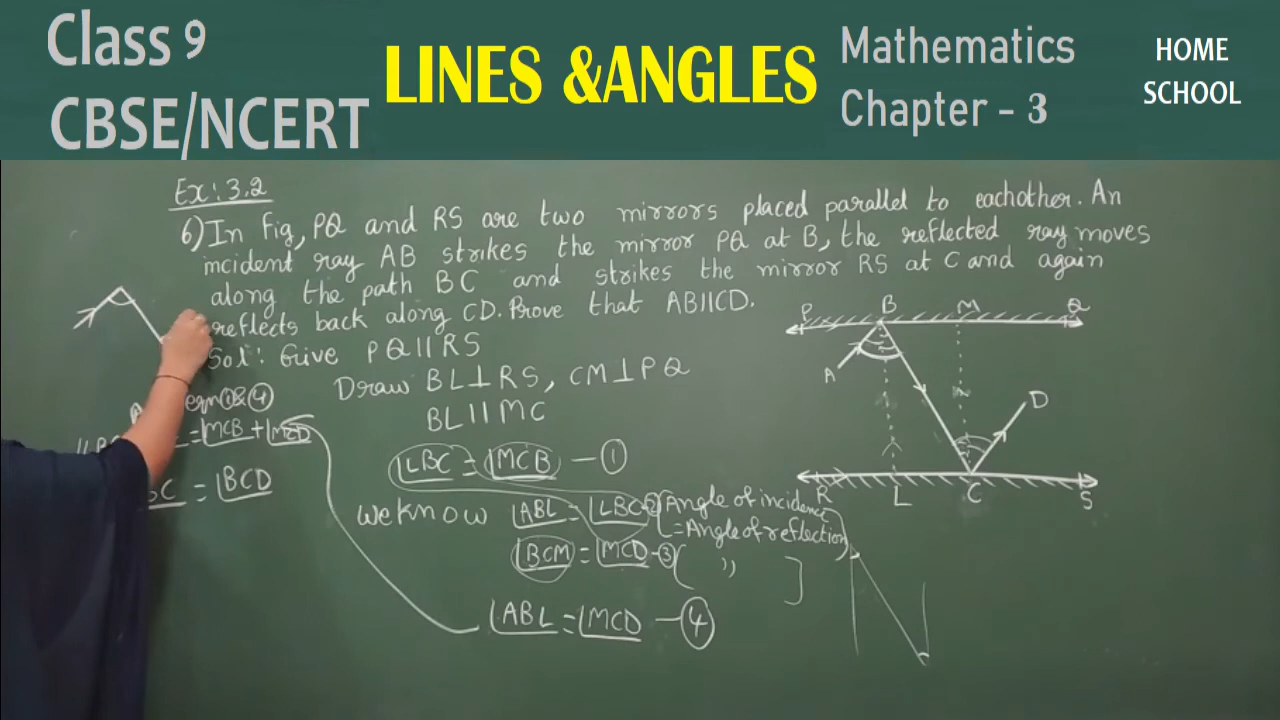 Class 9
CBSE/NCERT
LINES &ANGLES
Mathematics
Chapter - 3
HOME
SCHOOL
Ex: 3.2
6) In Fig, PQ and RS are two mirrors placed parallel to eachother. An
incident ray AB strikes the mirror PQ at B, the reflected ray moves
along the path BC and strikes the mirror RS at C and again
reflects back along CD. Prove that AB||CD.
Sol: Give PQ || RS
Draw BL⊥RS, CM⊥PQ
BL || MC
∠LBC = ∠MCB — ①
We know ∠ABL = ∠LBC - ② (Angle of incidence
= Angle of reflection)
∠BCM = ∠MCD - ③ ( " ]
∠ABL = ∠MCD — ④
eqn ① & ④
= ∠MCB + ∠MCD
BC = ∠BCD
P B M Q
A
D
R L C S